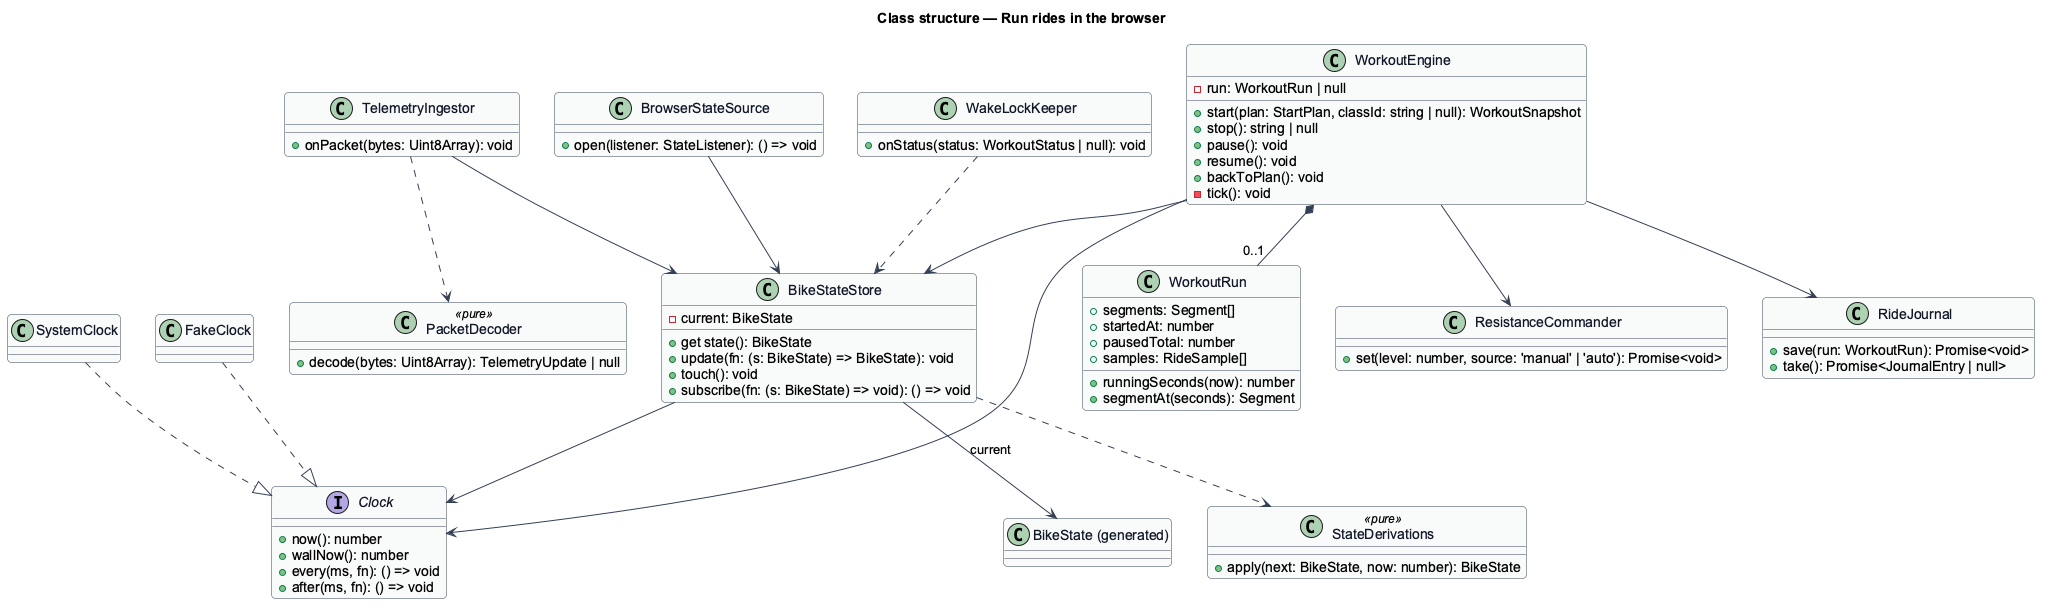 Class structure — Run rides in the browser
C WorkoutEngine
run: WorkoutRun | null
start(plan: StartPlan, classId: string | null): WorkoutSnapshot
stop(): string | null
pause(): void
resume(): void
backToPlan(): void
tick(): void
C TelemetryIngestor
onPacket(bytes: Uint8Array): void
C BrowserStateSource
open(listener: StateListener): () => void
C WakeLockKeeper
onStatus(status: WorkoutStatus | null): void
0..1
C SystemClock
C FakeClock
C «pure»
PacketDecoder
decode(bytes: Uint8Array): TelemetryUpdate | null
C BikeStateStore
current: BikeState
get state(): BikeState
update(fn: (s: BikeState) => BikeState): void
touch(): void
subscribe(fn: (s: BikeState) => void): () => void
C WorkoutRun
segments: Segment[]
startedAt: number
pausedTotal: number
samples: RideSample[]
runningSeconds(now): number
segmentAt(seconds): Segment
C ResistanceCommander
set(level: number, source: 'manual' | 'auto'): Promise<void>
C RideJournal
save(run: WorkoutRun): Promise<void>
take(): Promise<JournalEntry | null>
current
I Clock
now(): number
wallNow(): number
every(ms, fn): () => void
after(ms, fn): () => void
C BikeState (generated)
C «pure»
StateDerivations
apply(next: BikeState, now: number): BikeState